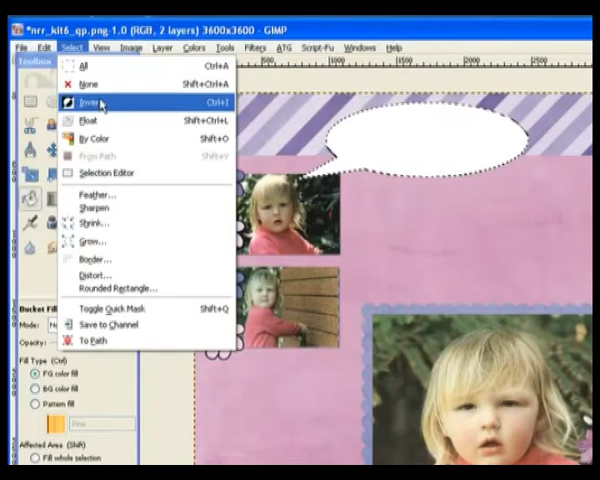 *nrr_kit6_qp.png-1.0 (RGB, 2 layers) 3600x3600 - GIMP
File Edit Select View Image Layer Colors Tools Filters ATG Script-Fu Windows Help
Toolbox
500 1000 1500 2000 2500
All Ctrl+A
None Shift+Ctrl+A
Inver Ctrl+I
Float Shift+Ctrl+L
By Color Shift+O
From Path Shift+V
Selection Editor
Feather...
Sharpen
Shrink...
Grow...
Border...
Distort...
Rounded Rectangle...
Toggle Quick Mask Shift+Q
Save to Channel
To Path
Bucket Fill
Mode:
Opacity:
Fill Type (Ctrl)
FG color fill
BG color fill
Pattern fill
Pine
Affected Area (Shift)
Fill whole selection